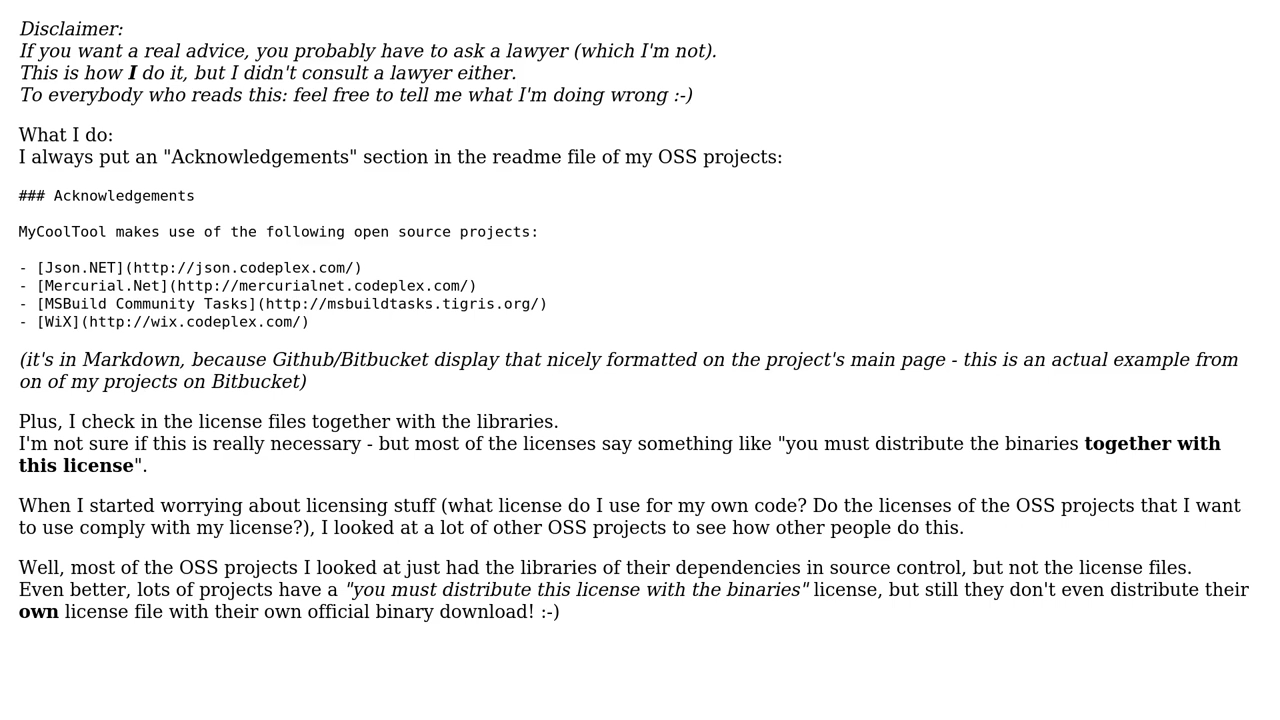 Disclaimer:
If you want a real advice, you probably have to ask a lawyer (which I'm not).
This is how I do it, but I didn't consult a lawyer either.
To everybody who reads this: feel free to tell me what I'm doing wrong :-)
What I do:
I always put an "Acknowledgements" section in the readme file of my OSS projects:
### Acknowledgements
MyCoolTool makes use of the following open source projects:
- [Json.NET](http://json.codeplex.com/)
- [Mercurial.Net](http://mercurialnet.codeplex.com/)
- [MSBuild Community Tasks](http://msbuildtasks.tigris.org/)
- [WiX](http://wix.codeplex.com/)
(it's in Markdown, because Github/Bitbucket display that nicely formatted on the project's main page - this is an actual example from
on of my projects on Bitbucket)
Plus, I check in the license files together with the libraries.
I'm not sure if this is really necessary - but most of the licenses say something like "you must distribute the binaries together with
this license".
When I started worrying about licensing stuff (what license do I use for my own code? Do the licenses of the OSS projects that I want
to use comply with my license?), I looked at a lot of other OSS projects to see how other people do this.
Well, most of the OSS projects I looked at just had the libraries of their dependencies in source control, but not the license files.
Even better, lots of projects have a "you must distribute this license with the binaries" license, but still they don't even distribute their
own license file with their own official binary download! :-)